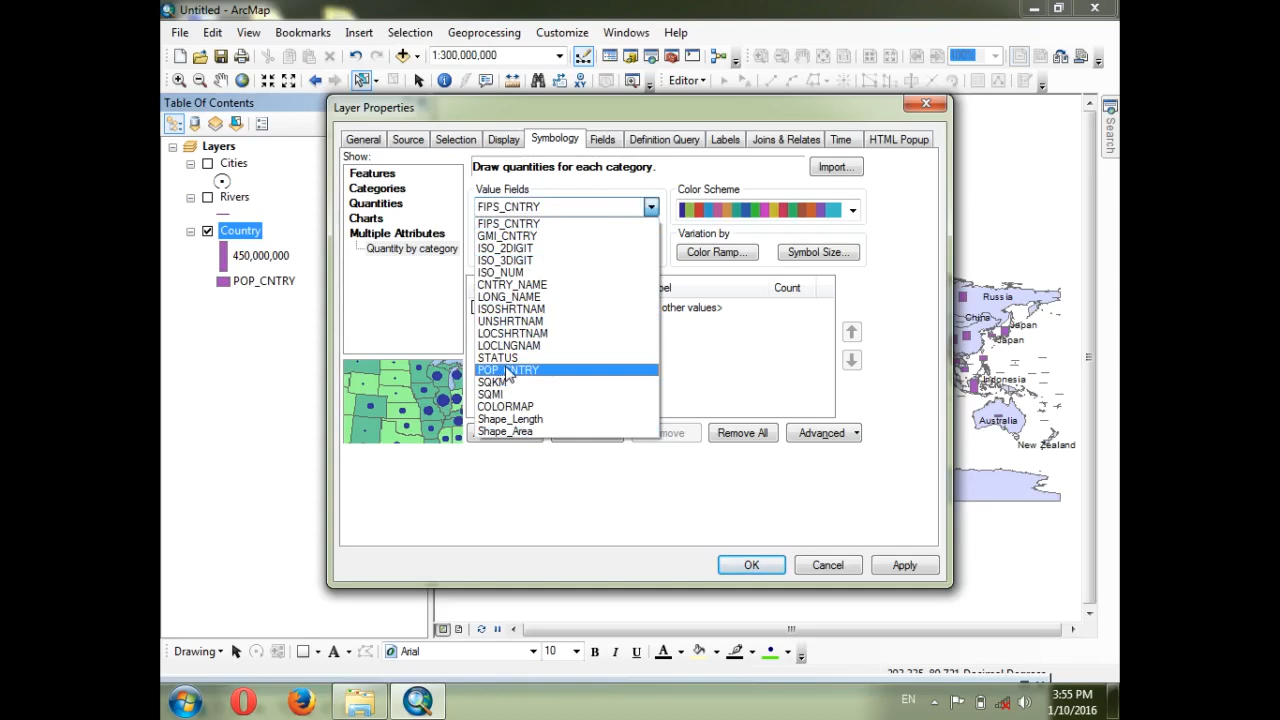 Untitled - ArcMap
File Edit View Bookmarks Insert Selection Geoprocessing Customize Windows Help
1:300,000,000
100%
Editor
Table Of Contents
Layers
Cities
Rivers
Country
450,000,000
POP_CNTRY
Layer Properties
General Source Selection Display Symbology Fields Definition Query Labels Joins & Relates Time HTML Popup
Show:
Features
Categories
Quantities
Charts
Multiple Attributes
Quantity by category
Draw quantities for each category.
Import...
Value Fields
FIPS_CNTRY
FIPS_CNTRY
GMI_CNTRY
ISO_2DIGIT
ISO_3DIGIT
ISO_NUM
CNTRY_NAME
LONG_NAME
ISOSHRTNAM
UNSHRTNAM
LOCSHRTNAM
LOCLNGNAM
STATUS
POP_CNTRY
SQKM
SQMI
COLORMAP
Shape_Length
Shape_Area
Color Scheme
Variation by
Color Ramp... Symbol Size...
Count
other values>
Remove All Advanced
OK Cancel Apply
Russia
China
Japan
Japan
Indonesia
Australia
New Zealand
Search
Drawing Arial 10 B I U A
EN
3:55 PM
1/10/2016